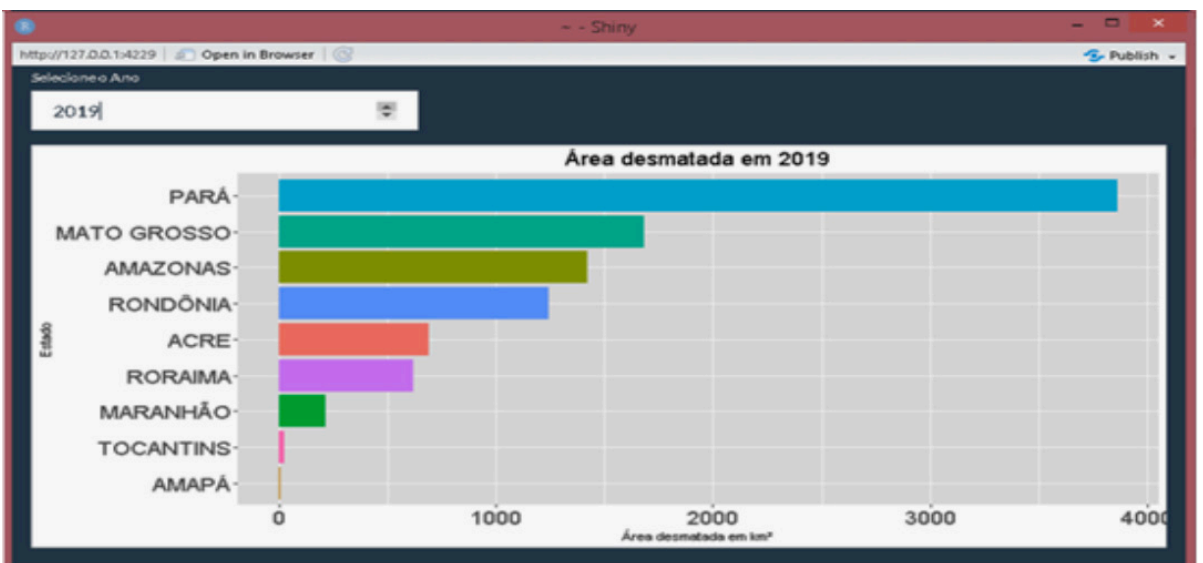 ~ - Shiny
http://127.0.0.1:4229 Open in Browser Publish
Selecione o Ano
2019
Área desmatada em 2019
PARÁ
MATO GROSSO
AMAZONAS
RONDÔNIA
ACRE
RORAIMA
MARANHÃO
TOCANTINS
AMAPÁ
Estado
0 1000 2000 3000 4000
Área desmatada em km²